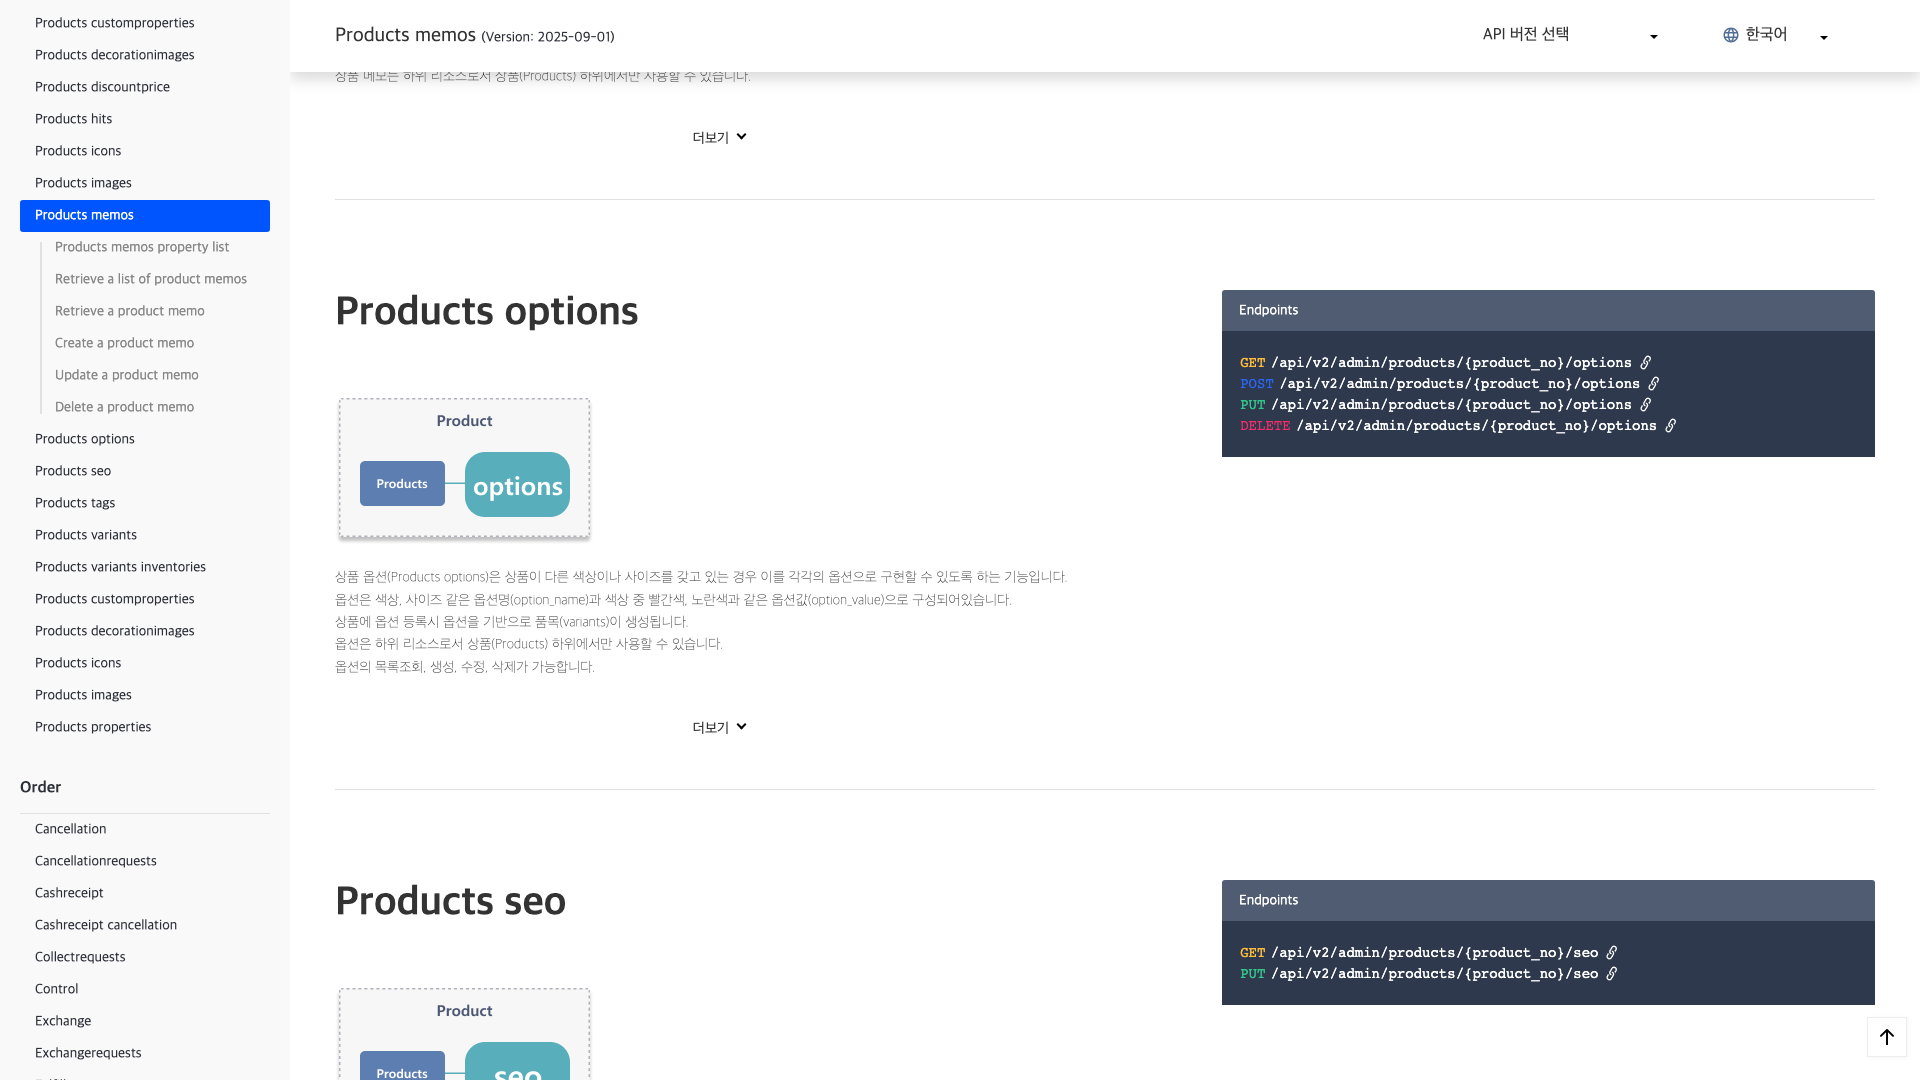 Products customproperties
Products decorationimages
Products discountprice
Products hits
Products icons
Products images
Products memos
Products memos property list
Retrieve a list of product memos
Retrieve a product memo
Create a product memo
Update a product memo
Delete a product memo
Products options
Products seo
Products tags
Products variants
Products variants inventories
Products customproperties
Products decorationimages
Products icons
Products images
Products properties
Order
Cancellation
Cancellationrequests
Cashreceipt
Cashreceipt cancellation
Collectrequests
Control
Exchange
Exchangerequests
Products memos (Version: 2025-09-01)
API 버전 선택
한국어
상품 메모는 하위 리소스로서 상품(Products) 하위에서만 사용할 수 있습니다.
더보기
Products options
Product
Products
options
상품 옵션(Products options)은 상품이 다른 색상이나 사이즈를 갖고 있는 경우 이를 각각의 옵션으로 구현할 수 있도록 하는 기능입니다.
옵션은 색상, 사이즈 같은 옵션명(option_name)과 색상 중 빨간색, 노란색과 같은 옵션값(option_value)으로 구성되어있습니다.
상품에 옵션 등록시 옵션을 기반으로 품목(variants)이 생성됩니다.
옵션은 하위 리소스로서 상품(Products) 하위에서만 사용할 수 있습니다.
옵션의 목록조회, 생성, 수정, 삭제가 가능합니다.
더보기
Endpoints
GET /api/v2/admin/products/{product_no}/options
POST /api/v2/admin/products/{product_no}/options
PUT /api/v2/admin/products/{product_no}/options
DELETE /api/v2/admin/products/{product_no}/options
Products seo
Product
Products
seo
Endpoints
GET /api/v2/admin/products/{product_no}/seo
PUT /api/v2/admin/products/{product_no}/seo